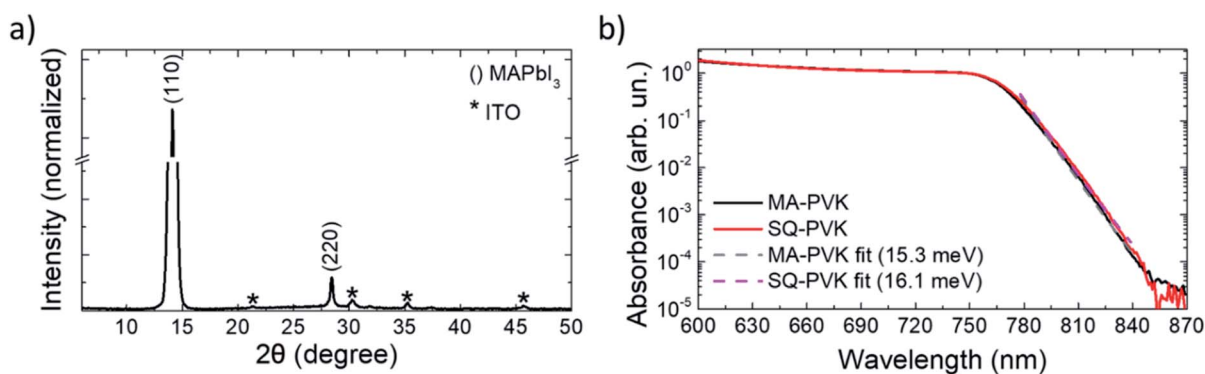 a)
Intensity (normalized)
(110)
(220)
() MAPbI₃
* ITO
*
*
*
*
10 15 20 25 30 35 40 45 50
2θ (degree)
b)
Absorbance (arb. un.)
10⁰
10⁻¹
10⁻²
10⁻³
10⁻⁴
10⁻⁵
MA-PVK
SQ-PVK
MA-PVK fit (15.3 meV)
SQ-PVK fit (16.1 meV)
600 630 660 690 720 750 780 810 840 870
Wavelength (nm)